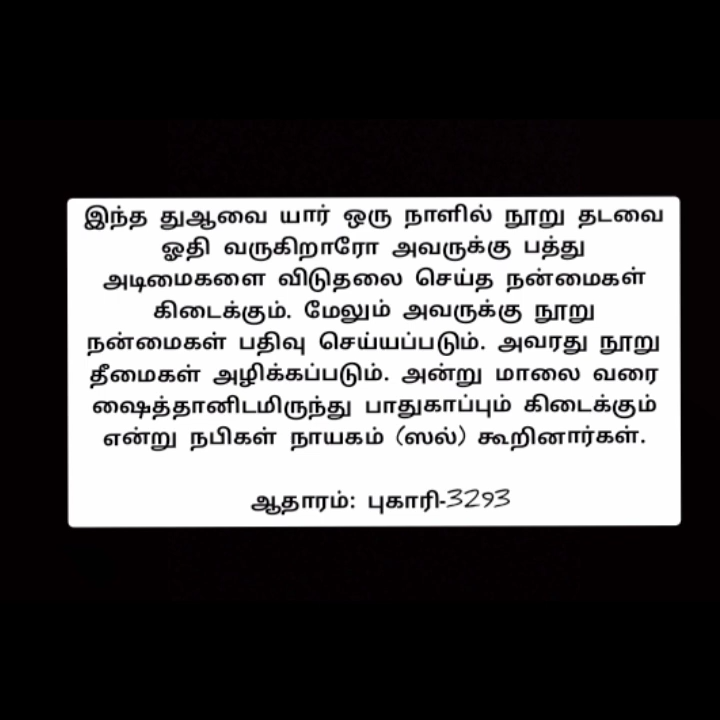 இந்த துஆவை யார் ஒரு நாளில் நூறு தடவை
ஓதி வருகிறாரோ அவருக்கு பத்து
அடிமைகளை விடுதலை செய்த நன்மைகள்
கிடைக்கும். மேலும் அவருக்கு நூறு
நன்மைகள் பதிவு செய்யப்படும். அவரது நூறு
தீமைகள் அழிக்கப்படும். அன்று மாலை வரை
ஷைத்தானிடமிருந்து பாதுகாப்பும் கிடைக்கும்
என்று நபிகள் நாயகம் (ஸல்) கூறினார்கள்.
ஆதாரம்: புகாரி-3293